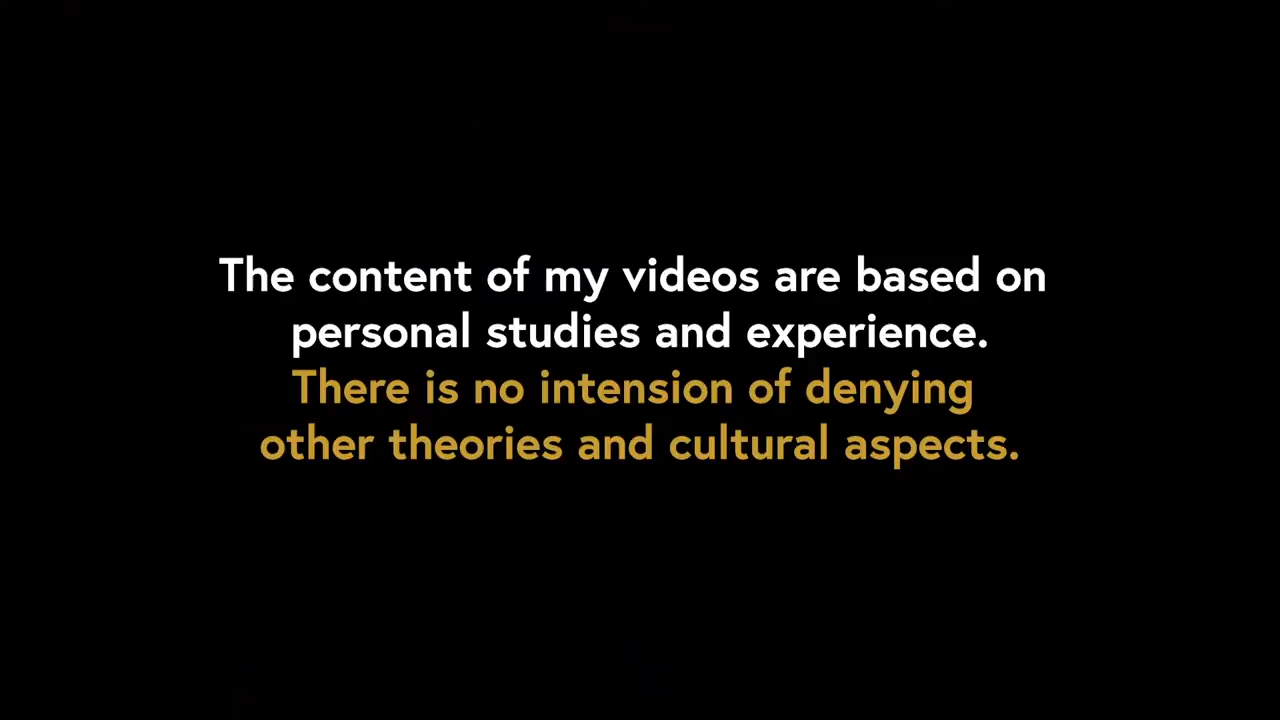 The content of my videos are based on
personal studies and experience.
There is no intension of denying
other theories and cultural aspects.